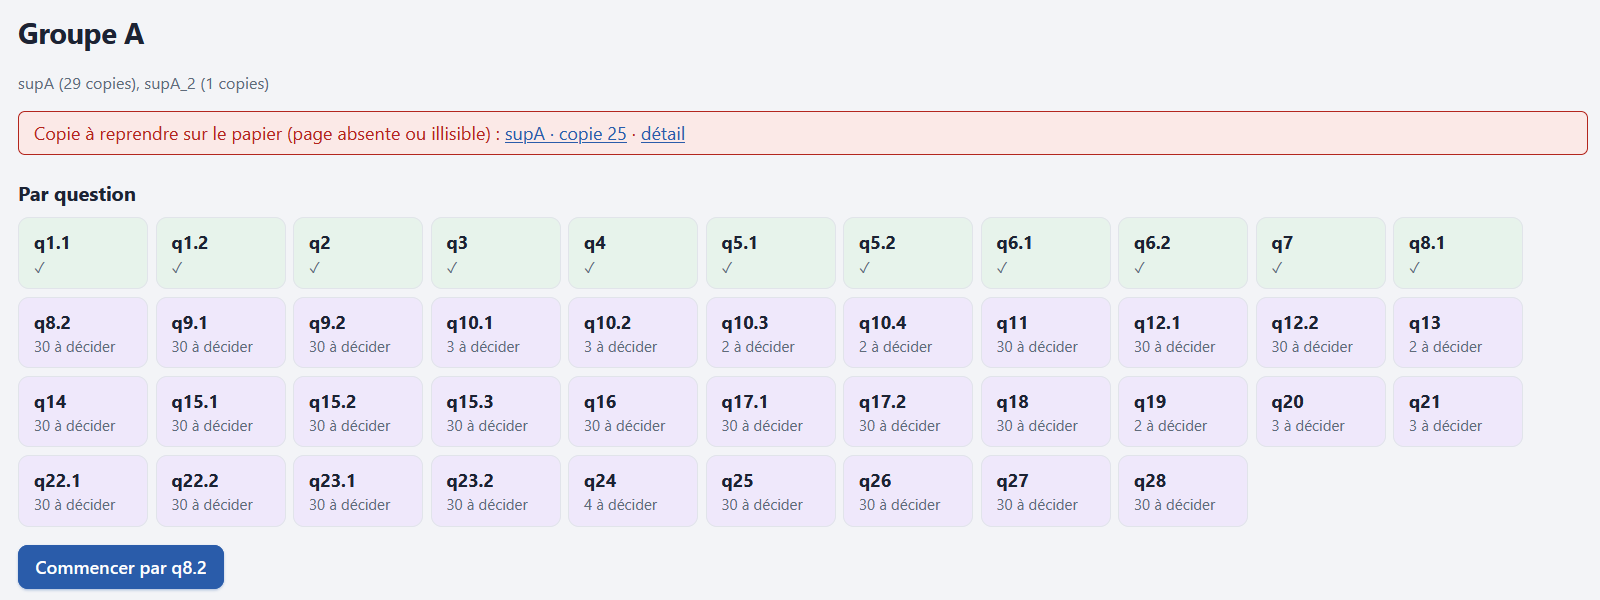 Groupe A
supA (29 copies), supA_2 (1 copies)
Copie à reprendre sur le papier (page absente ou illisible) : supA · copie 25 · détail
Par question
q1.1 q1.2 q2 q3 q4 q5.1 q5.2 q6.1 q6.2 q7 q8.1
✓ ✓ ✓ ✓ ✓ ✓ ✓ ✓ ✓ ✓ ✓
q8.2 q9.1 q9.2 q10.1 q10.2 q10.3 q10.4 q11 q12.1 q12.2 q13
30 à décider 30 à décider 30 à décider 3 à décider 3 à décider 2 à décider 2 à décider 30 à décider 30 à décider 30 à décider 2 à décider
q14 q15.1 q15.2 q15.3 q16 q17.1 q17.2 q18 q19 q20 q21
30 à décider 30 à décider 30 à décider 30 à décider 30 à décider 30 à décider 30 à décider 30 à décider 2 à décider 3 à décider 3 à décider
q22.1 q22.2 q23.1 q23.2 q24 q25 q26 q27 q28
30 à décider 30 à décider 30 à décider 30 à décider 4 à décider 30 à décider 30 à décider 30 à décider 30 à décider
Commencer par q8.2